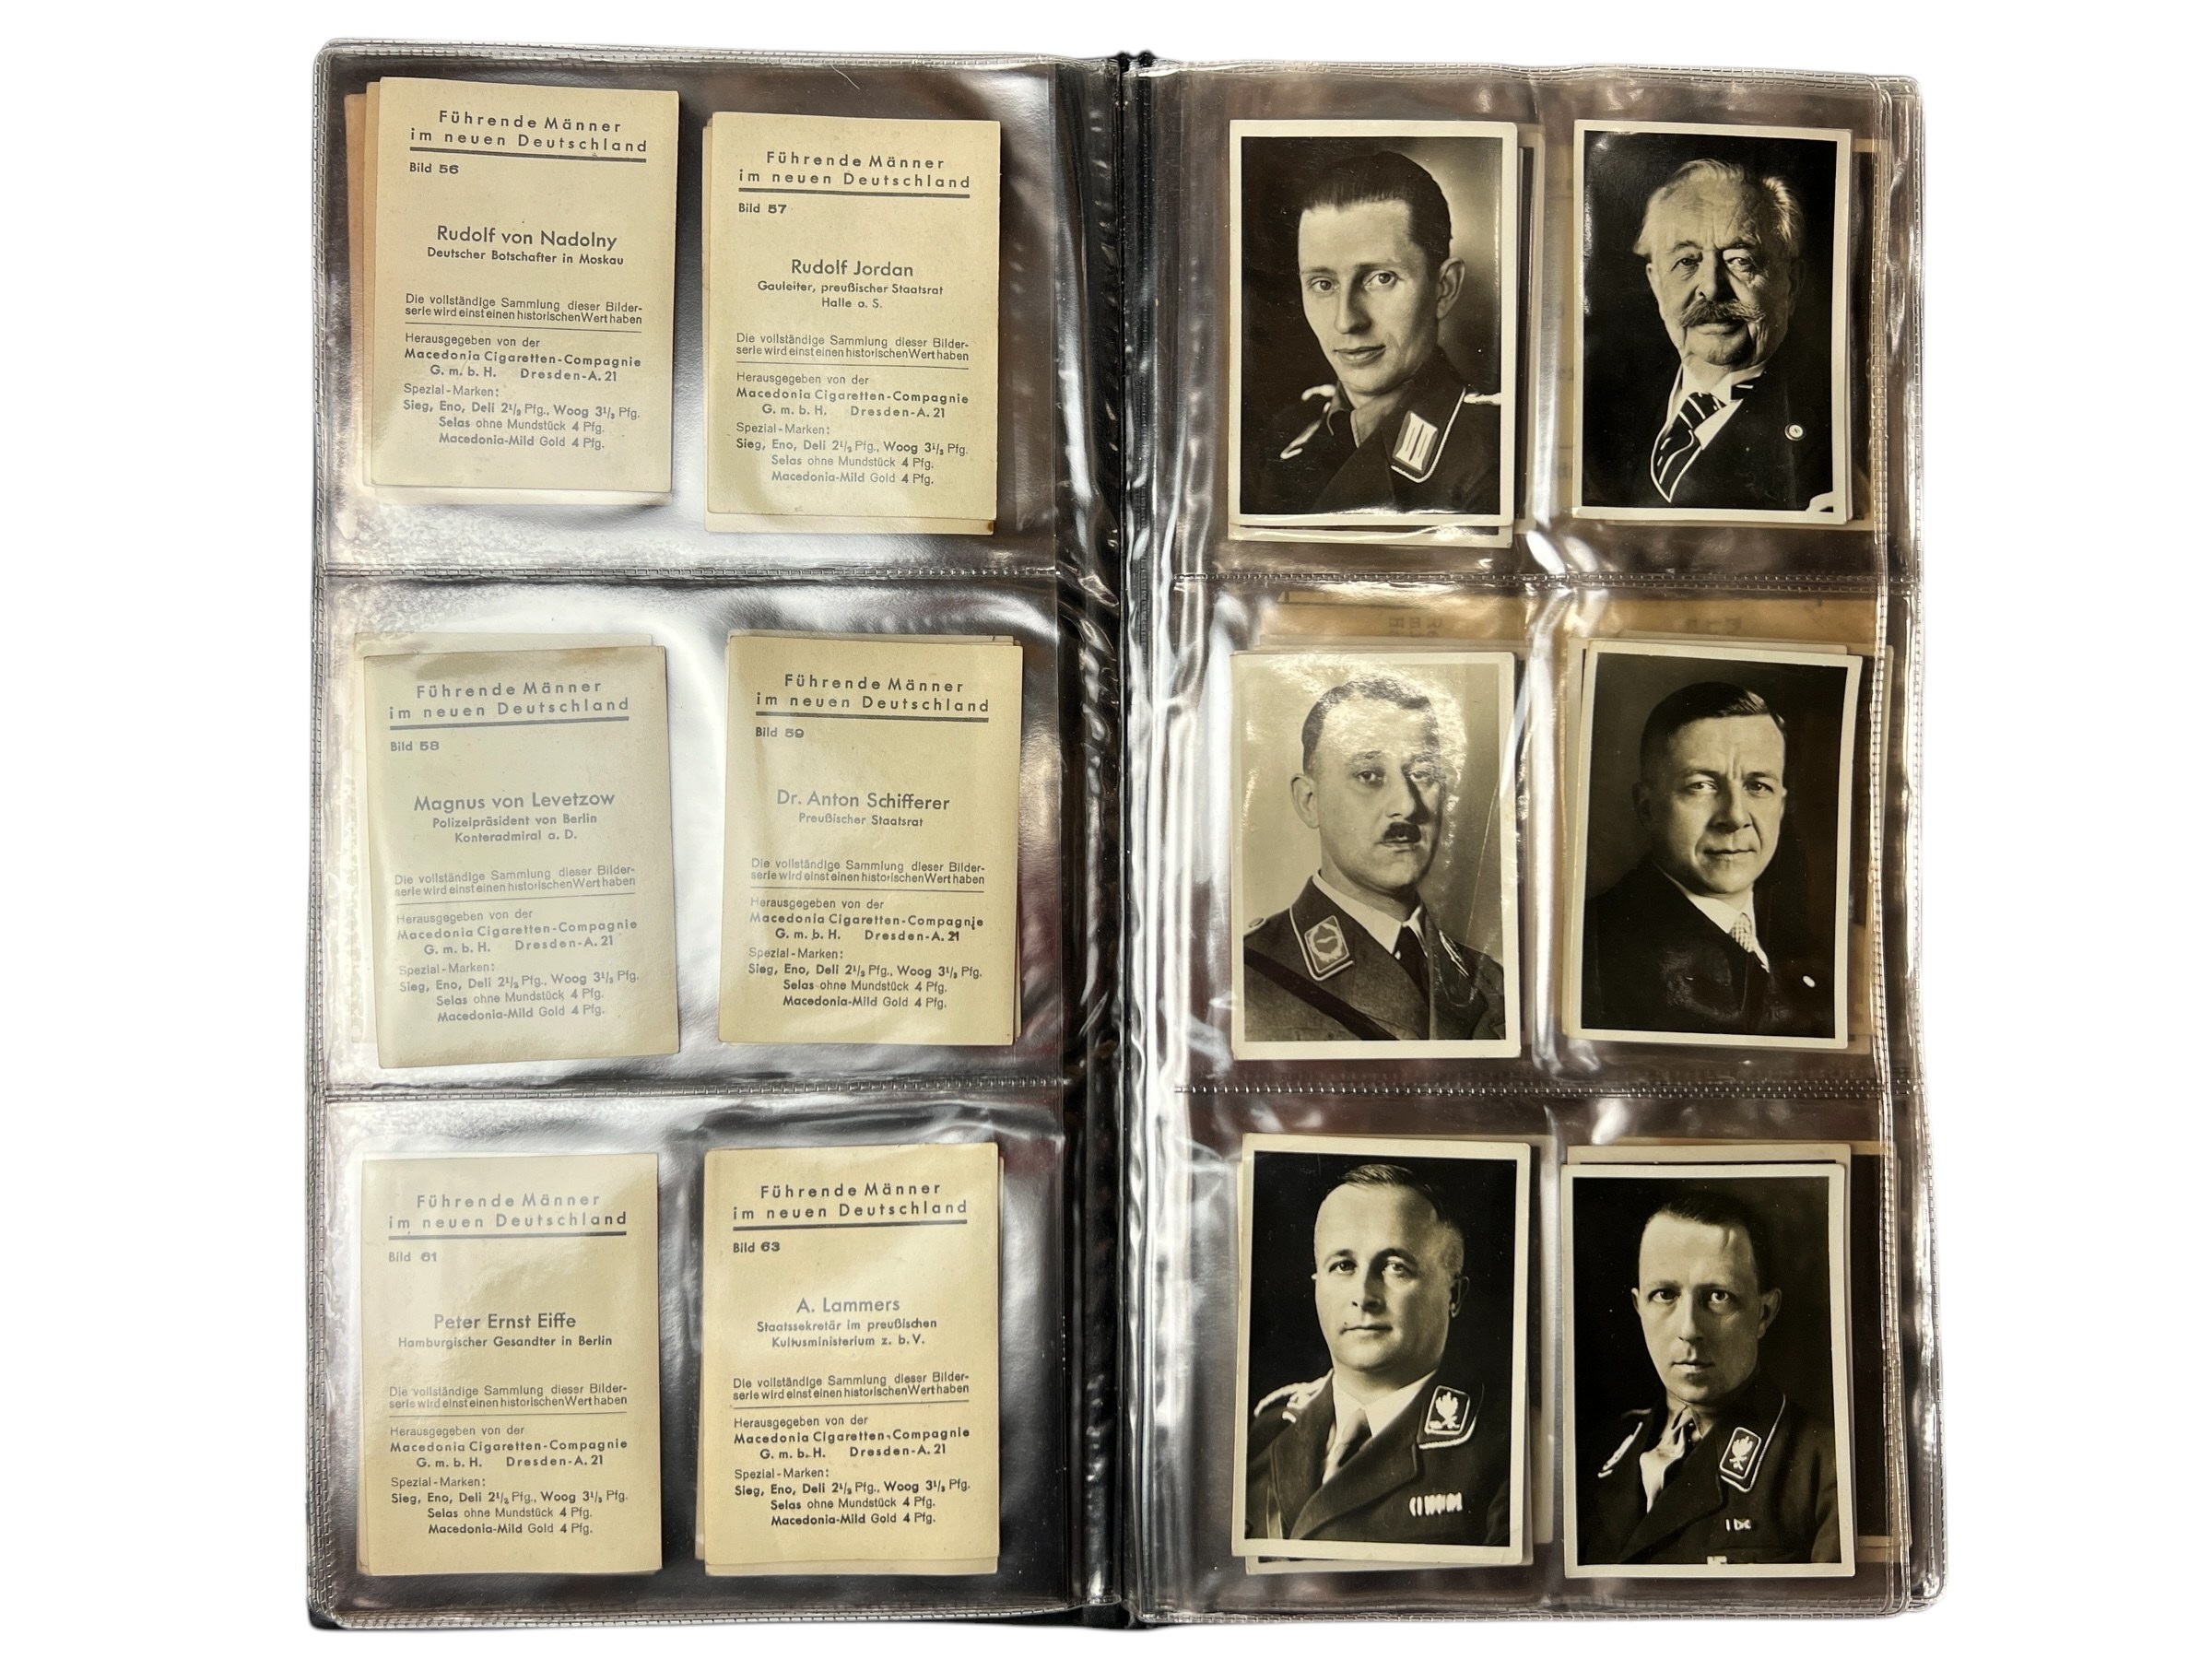 Führende Männer
im neuen Deutschland
Bild 56
Rudolf von Nadolny
Deutscher Botschafter in Moskau
Die vollständige Sammlung dieser Bilder-
serie wird einst einen historischen Wert haben
Herausgegeben von der
Macedonia Cigaretten-Compagnie
G. m. b. H. Dresden-A. 21
Spezial-Marken:
Sieg, Eno, Deli 2½ Pfg., Woog 3⅓ Pfg.
Selas ohne Mundstück 4 Pfg.
Macedonia-Mild Gold 4 Pfg.
Führende Männer
im neuen Deutschland
Bild 57
Rudolf Jordan
Gauleiter, preußischer Staatsrat
Halle a. S.
Die vollständige Sammlung dieser Bilder-
serie wird einst einen historischen Wert haben
Herausgegeben von der
Macedonia Cigaretten-Compagnie
G. m. b. H. Dresden-A. 21
Spezial-Marken:
Sieg, Eno, Deli 2½ Pfg., Woog 3⅓ Pfg.
Selas ohne Mundstück 4 Pfg.
Macedonia-Mild Gold 4 Pfg.
Führende Männer
im neuen Deutschland
Bild 58
Magnus von Levetzow
Polizeipräsident von Berlin
Konteradmiral a. D.
Die vollständige Sammlung dieser Bilder-
serie wird einst einen historischen Wert haben
Herausgegeben von der
Macedonia Cigaretten-Compagnie
G. m. b. H. Dresden-A. 21
Spezial-Marken:
Sieg, Eno, Deli 2½ Pfg., Woog 3⅓ Pfg.
Selas ohne Mundstück 4 Pfg.
Macedonia-Mild Gold 4 Pfg.
Führende Männer
im neuen Deutschland
Bild 59
Dr. Anton Schifferer
Preußischer Staatsrat
Die vollständige Sammlung dieser Bilder-
serie wird einst einen historischen Wert haben
Herausgegeben von der
Macedonia Cigaretten-Compagnie
G. m. b. H. Dresden-A. 21
Spezial-Marken:
Sieg, Eno, Deli 2½ Pfg., Woog 3⅓ Pfg.
Selas ohne Mundstück 4 Pfg.
Macedonia-Mild Gold 4 Pfg.
Führende Männer
im neuen Deutschland
Bild 61
Peter Ernst Eiffe
Hamburgischer Gesandter in Berlin
Die vollständige Sammlung dieser Bilder-
serie wird einst einen historischen Wert haben
Herausgegeben von der
Macedonia Cigaretten-Compagnie
G. m. b. H. Dresden-A. 21
Spezial-Marken:
Sieg, Eno, Deli 2½ Pfg., Woog 3⅓ Pfg.
Selas ohne Mundstück 4 Pfg.
Macedonia-Mild Gold 4 Pfg.
Führende Männer
im neuen Deutschland
Bild 63
A. Lammers
Staatssekretär im preußischen
Kultusministerium z. b. V.
Die vollständige Sammlung dieser Bilder-
serie wird einst einen historischen Wert haben
Herausgegeben von der
Macedonia Cigaretten-Compagnie
G. m. b. H. Dresden-A. 21
Spezial-Marken:
Sieg, Eno, Deli 2½ Pfg., Woog 3⅓ Pfg.
Selas ohne Mundstück 4 Pfg.
Macedonia-Mild Gold 4 Pfg.